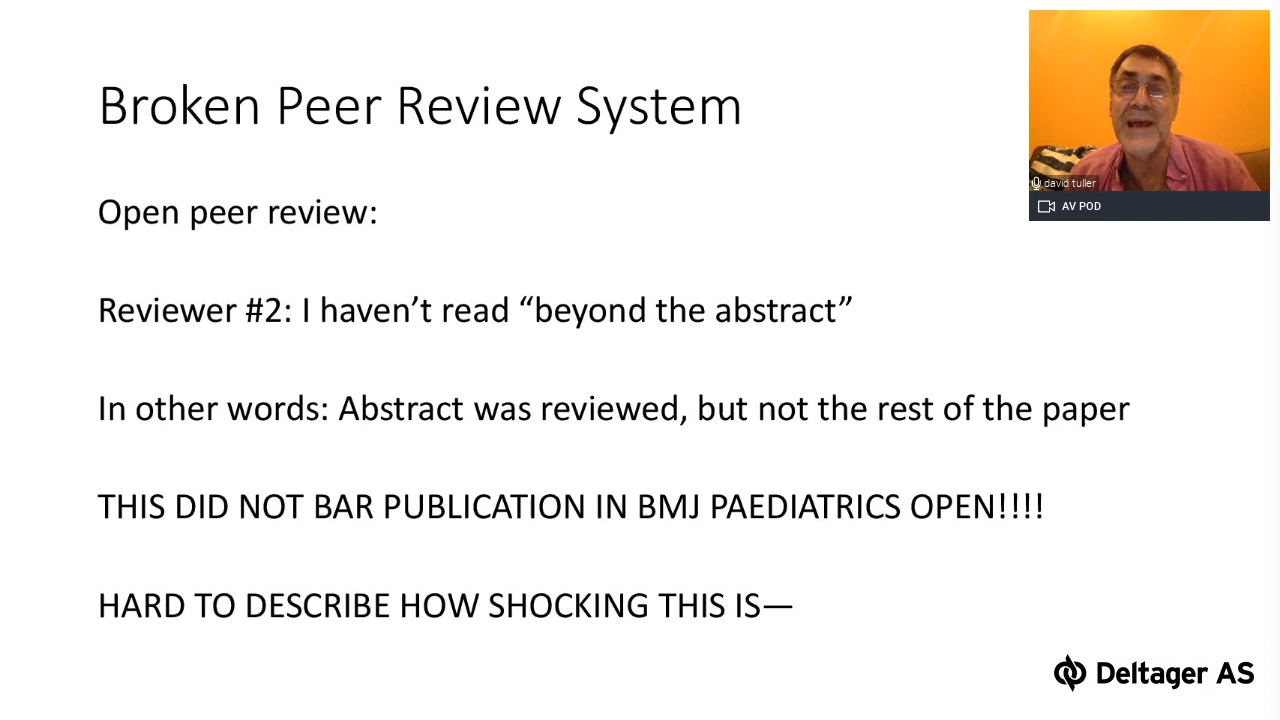 Broken Peer Review System
Open peer review:
Reviewer #2: I haven’t read “beyond the abstract”
In other words: Abstract was reviewed, but not the rest of the paper
THIS DID NOT BAR PUBLICATION IN BMJ PAEDIATRICS OPEN!!!!
HARD TO DESCRIBE HOW SHOCKING THIS IS—
david tuller
AV POD
Deltager AS